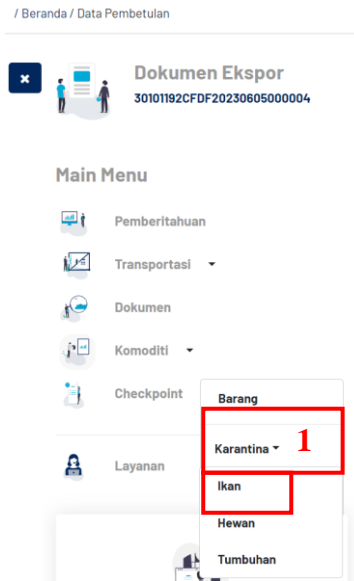 / Beranda / Data Pembetulan
×
Dokumen Ekspor
30101192CFDF20230605000004
Main Menu
Pemberitahuan
Transportasi
Dokumen
Komoditi
Checkpoint
Barang
Karantina 1
Layanan
Ikan
Hewan
Tumbuhan